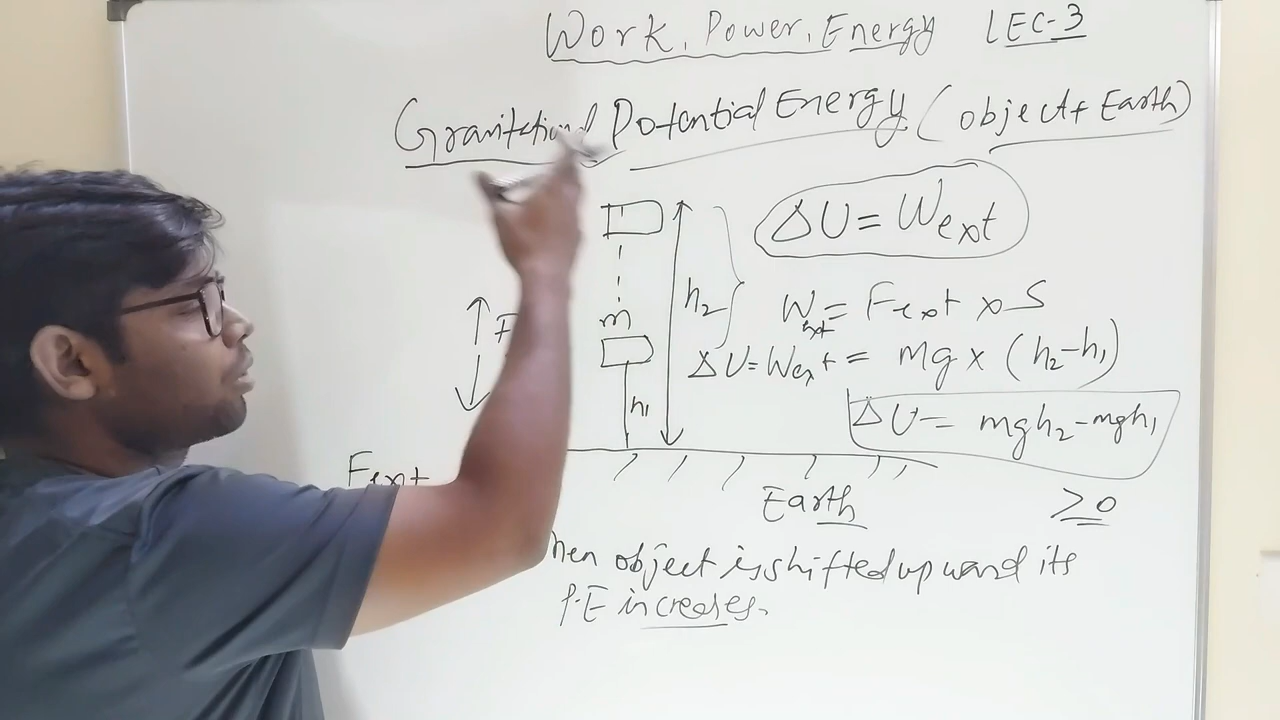 Work, Power, Energy LEC-3
Gravitational Potential Energy (object + Earth)
ΔU = Wext
h2
Wext = Fext x S
m
ΔU = Wext = mg x (h2-h1)
h1
ΔU = mgh2-mgh1
Fext
Earth
≥0
object is shifted upward its
P.E increases.